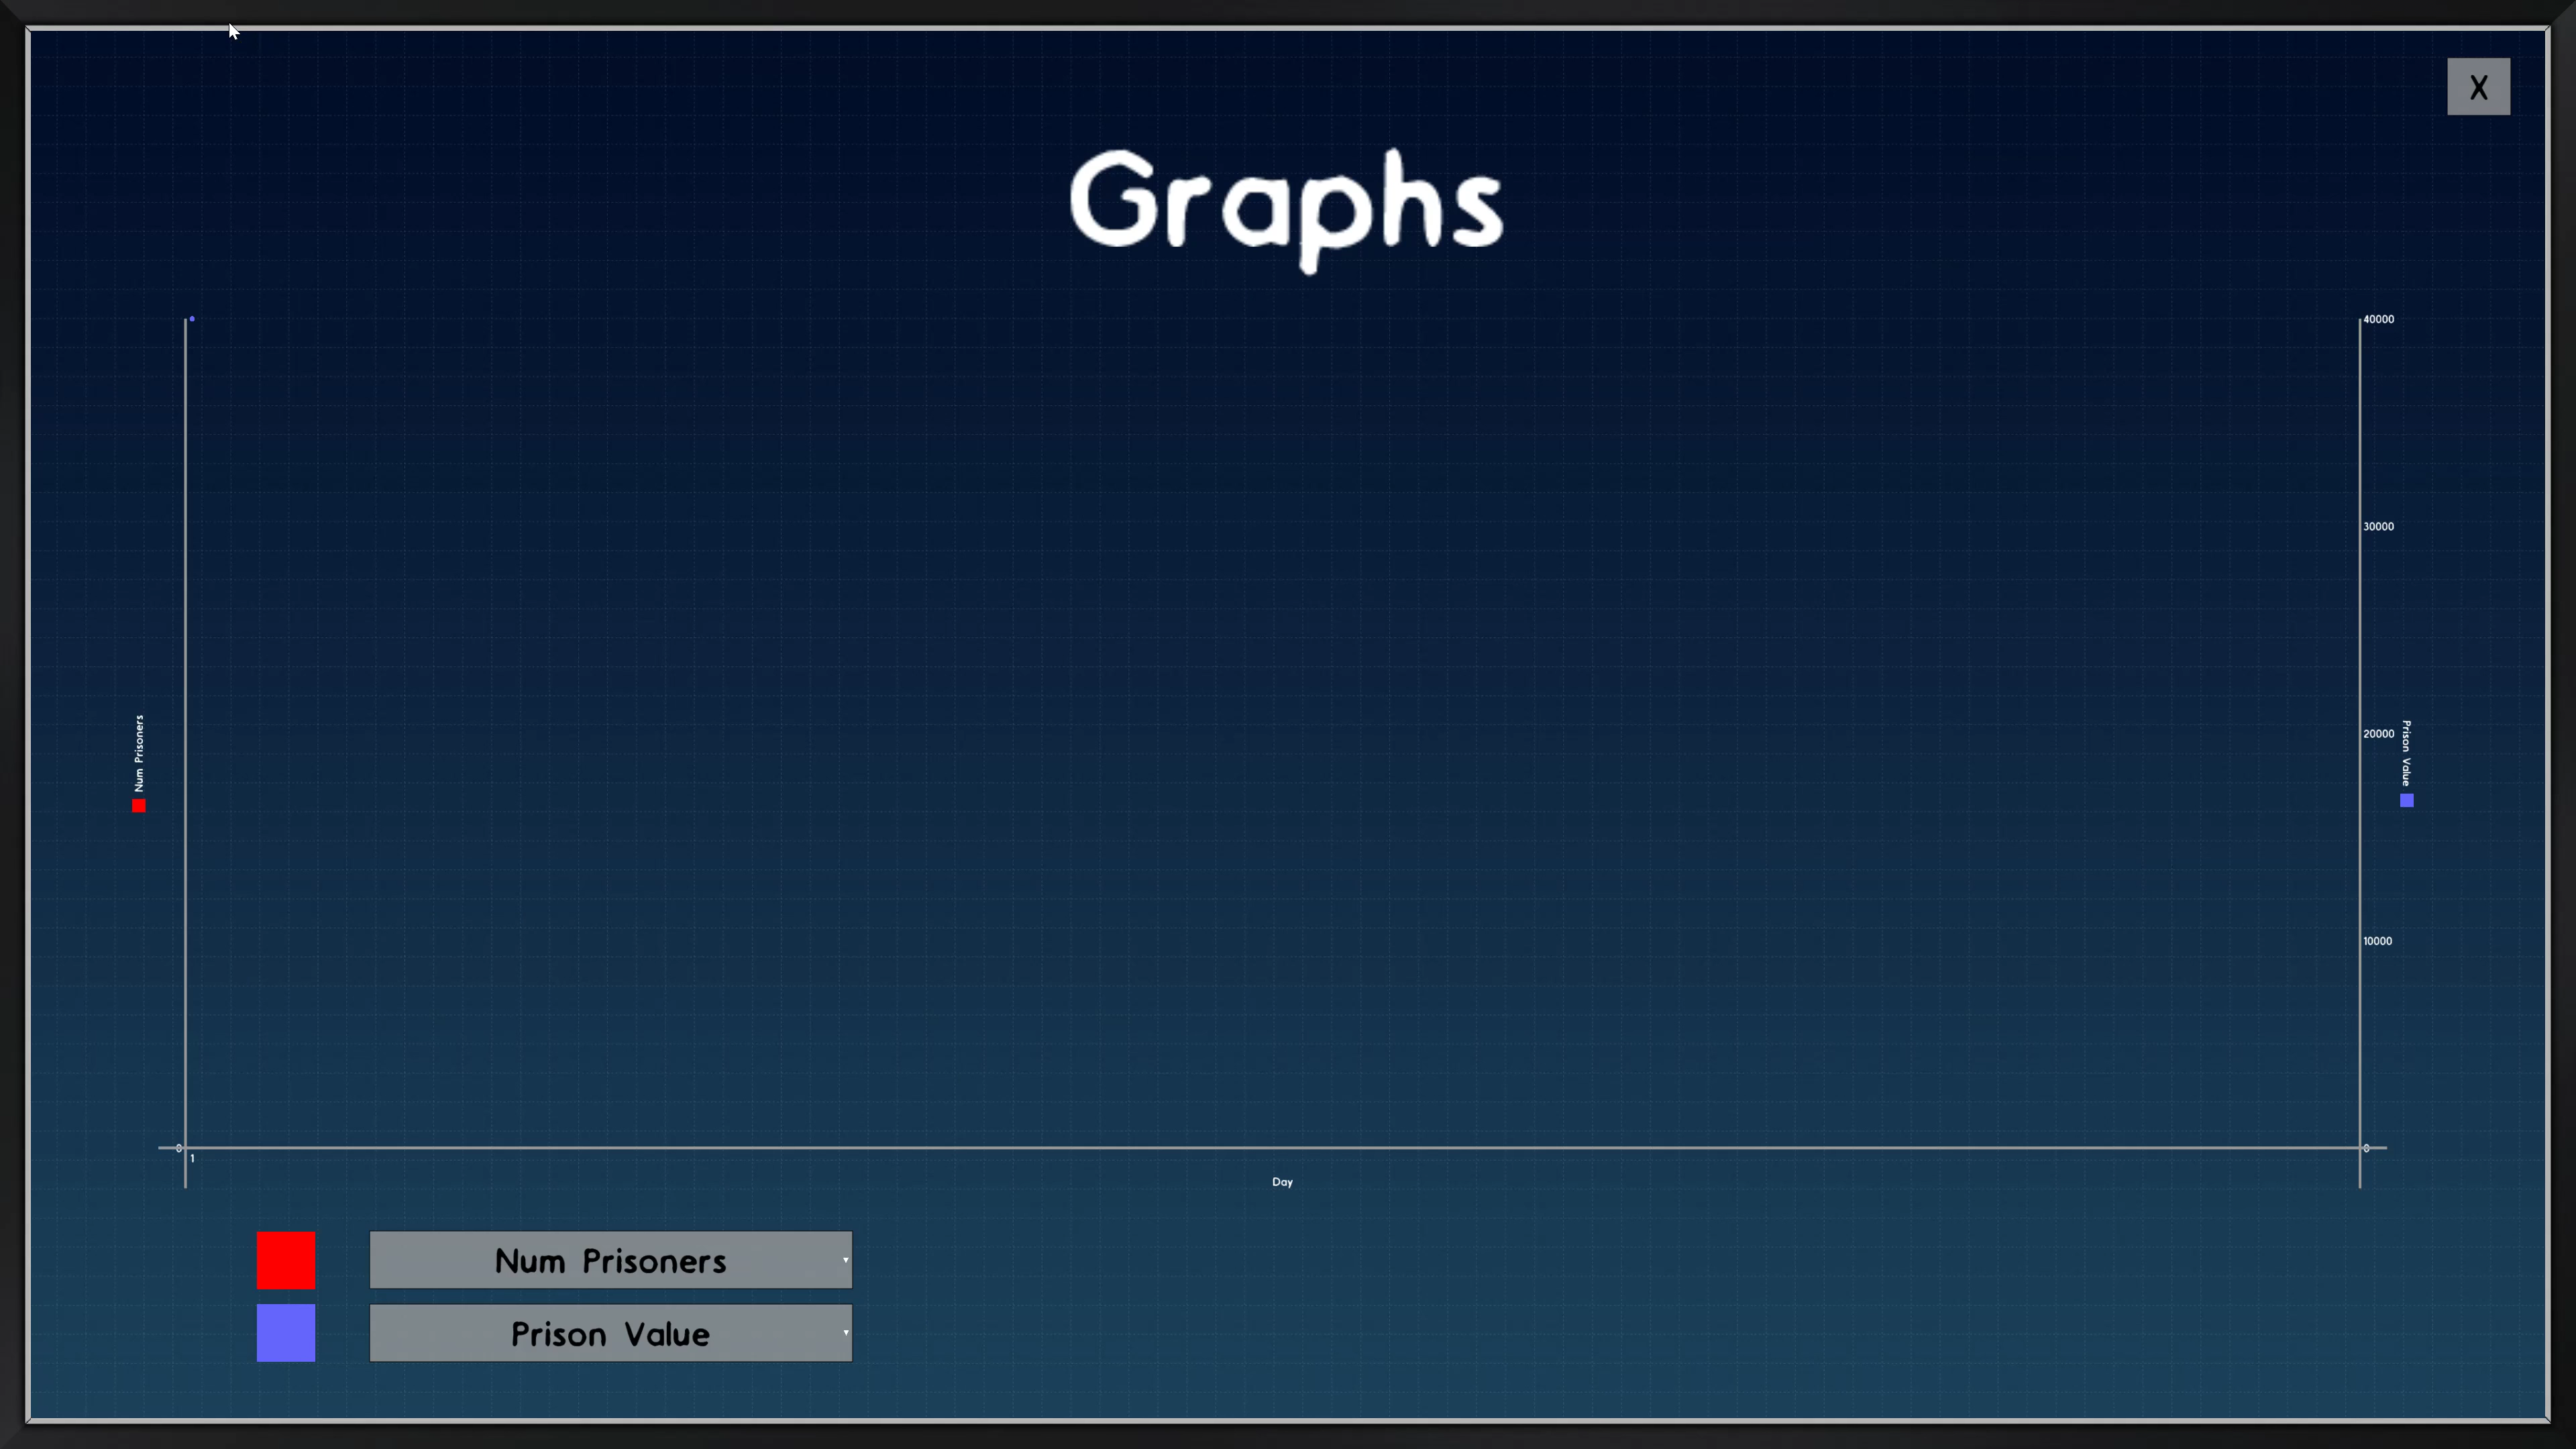 X
Graphs
40000
30000
Num Prisoners
20000
Prison Value
10000
0
0
1
Day
Num Prisoners
Prison Value